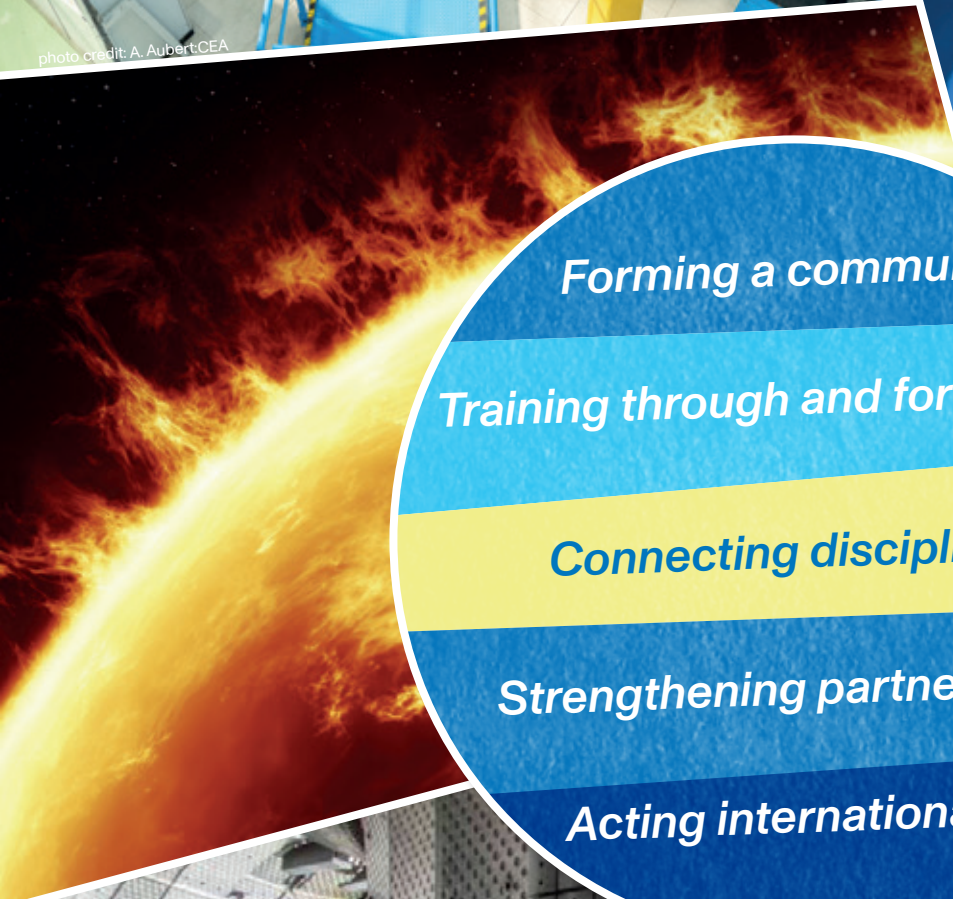 photo credit: A. Aubert:CEA
Forming a commu
Training through and for
Connecting discipl
Strengthening partne
Acting internationa